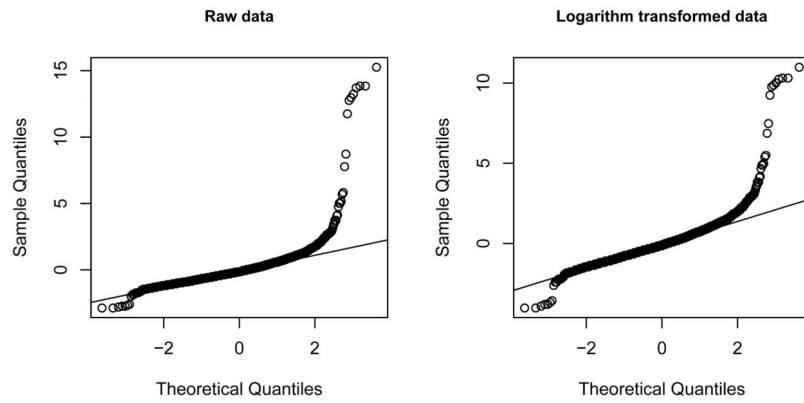 Raw data
Logarithm transformed data
15
10
5
0
Sample Quantiles
−2
0
2
Theoretical Quantiles
10
5
0
Sample Quantiles
−2
0
2
Theoretical Quantiles